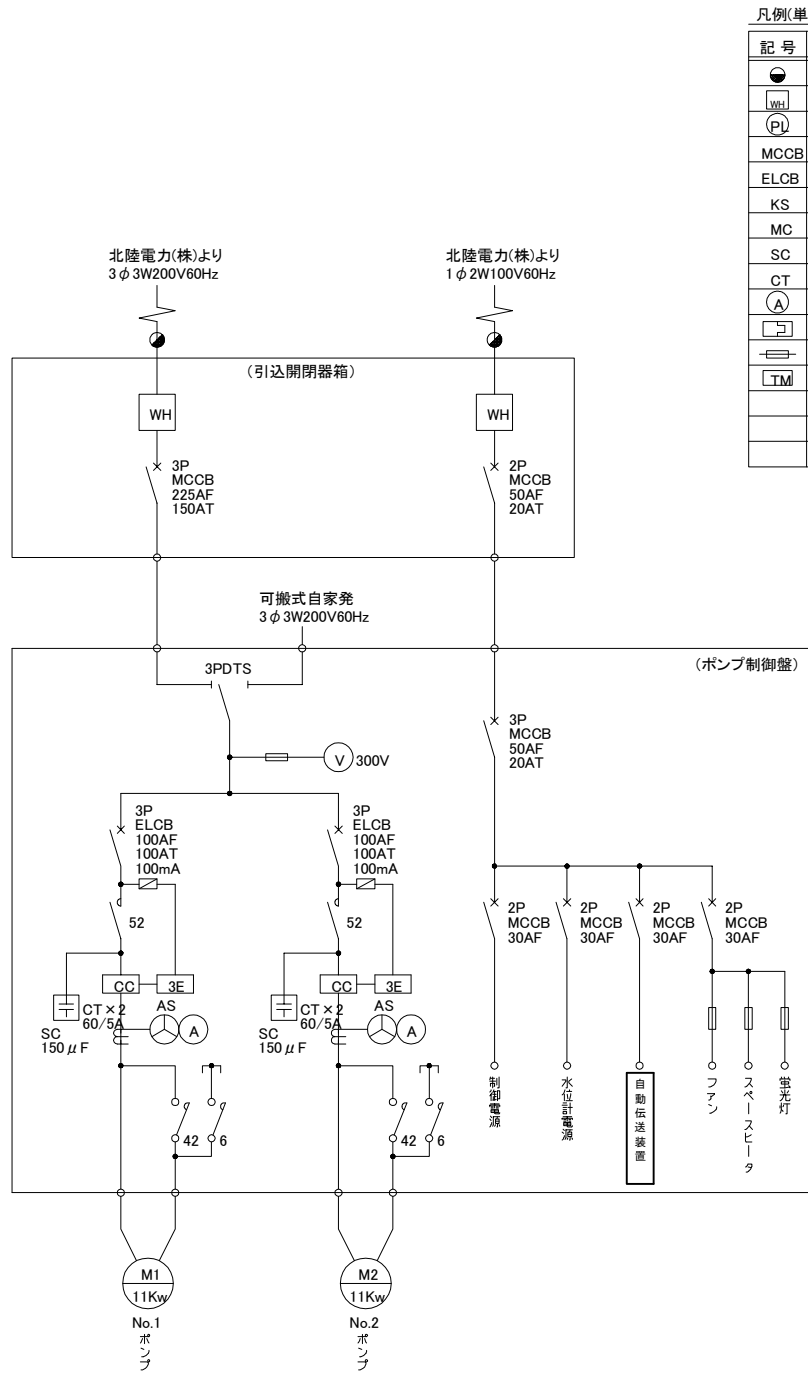 凡例(単
記 号
WH
PL
MCCB
ELCB
KS
MC
SC
CT
A
TM
北陸電力(株)より
3φ3W200V60Hz
北陸電力(株)より
1φ2W100V60Hz
(引込開閉器箱)
WH
WH
3P
MCCB
225AF
150AT
2P
MCCB
50AF
20AT
可搬式自家発
3φ3W200V60Hz
(ポンプ制御盤)
3PDTS
3P
MCCB
50AF
20AT
V
300V
3P
ELCB
100AF
100AT
100mA
3P
ELCB
100AF
100AT
100mA
52
52
2P
MCCB
30AF
2P
MCCB
30AF
2P
MCCB
30AF
2P
MCCB
30AF
CC
3E
CC
3E
CT×2
60/5A
AS
A
SC
150μF
CT×2
60/5A
AS
A
SC
150μF
42
6
42
6
制御電源
水位計電源
自動伝送装置
ファン
スペースヒータ
蛍光灯
M1
11Kw
M2
11Kw
No.1
ポンプ
No.2
ポンプ